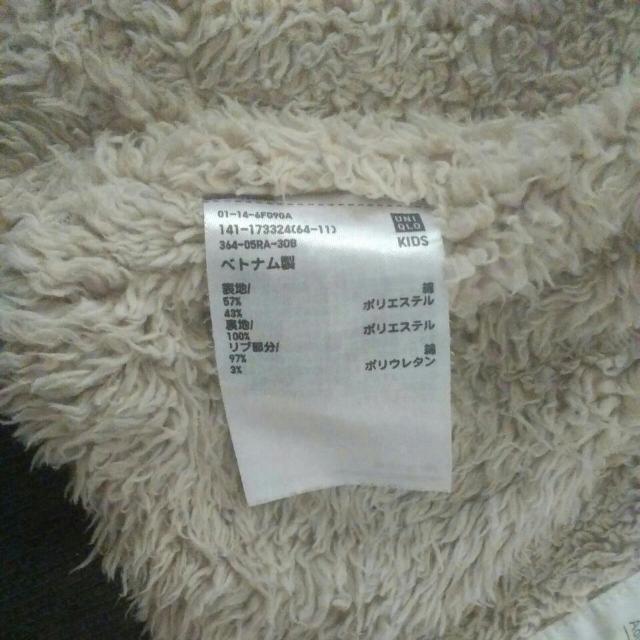 01-14-6F090A
141-173324(64-11)
364-05RA-30B
UNI
QLO
KIDS
ベトナム製
表地/
57% 綿
43% ポリエステル
裏地/
100% ポリエステル
リブ部分/
97% 綿
3% ポリウレタン